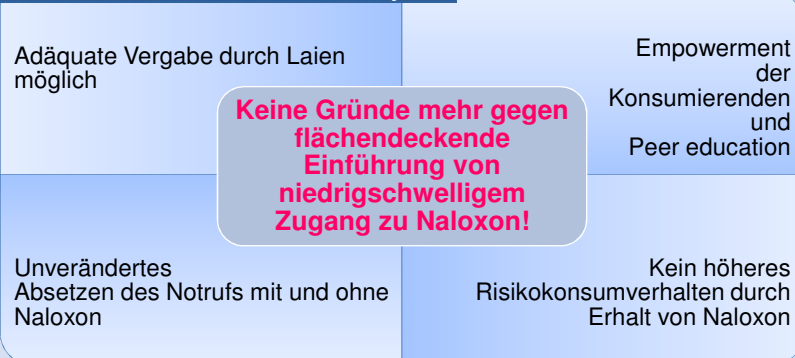 Adäquate Vergabe durch Laien
möglich
Empowerment
der
Konsumierenden
und
Peer education
Keine Gründe mehr gegen
flächendeckende
Einführung von
niedrigschwelligem
Zugang zu Naloxon!
Unverändertes
Absetzen des Notrufs mit und ohne
Naloxon
Kein höheres
Risikokonsumverhalten durch
Erhalt von Naloxon